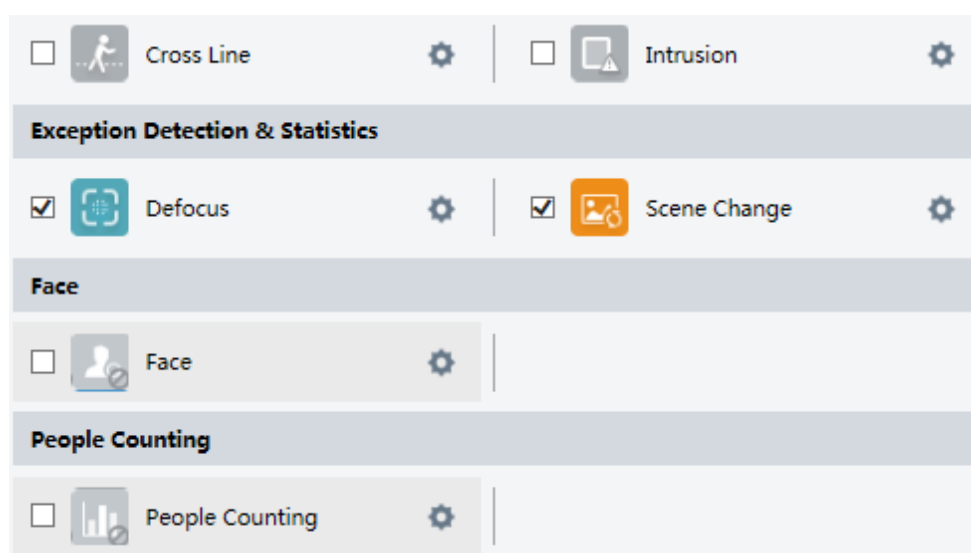 Cross Line
Intrusion
Exception Detection & Statistics
Defocus
Scene Change
Face
Face
People Counting
People Counting